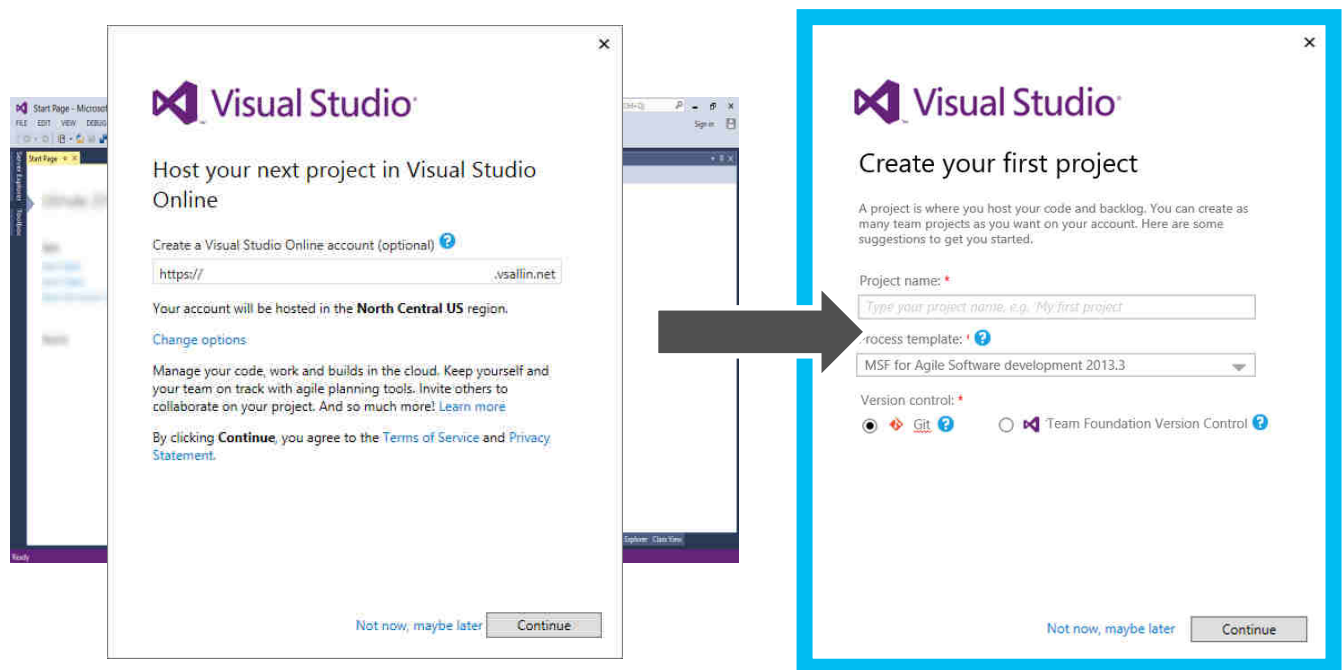 Start Page - Microsoft
FILE EDIT VIEW DEBUG
Start Page
Server Explorer
Toolbox
Ready
Visual Studio
Host your next project in Visual Studio
Online
Create a Visual Studio Online account (optional) ?
https:// .vsallin.net
Your account will be hosted in the North Central US region.
Change options
Manage your code, work and builds in the cloud. Keep yourself and
your team on track with agile planning tools. Invite others to
collaborate on your project. And so much more! Learn more
By clicking Continue, you agree to the Terms of Service and Privacy
Statement.
Not now, maybe later Continue
Sign in
Explorer Class View
Visual Studio
Create your first project
A project is where you host your code and backlog. You can create as
many team projects as you want on your account. Here are some
suggestions to get you started.
Project name: *
Type your project name, e.g. 'My first project
rocess template: * ?
MSF for Agile Software development 2013.3
Version control: *
Git ? Team Foundation Version Control ?
Not now, maybe later Continue